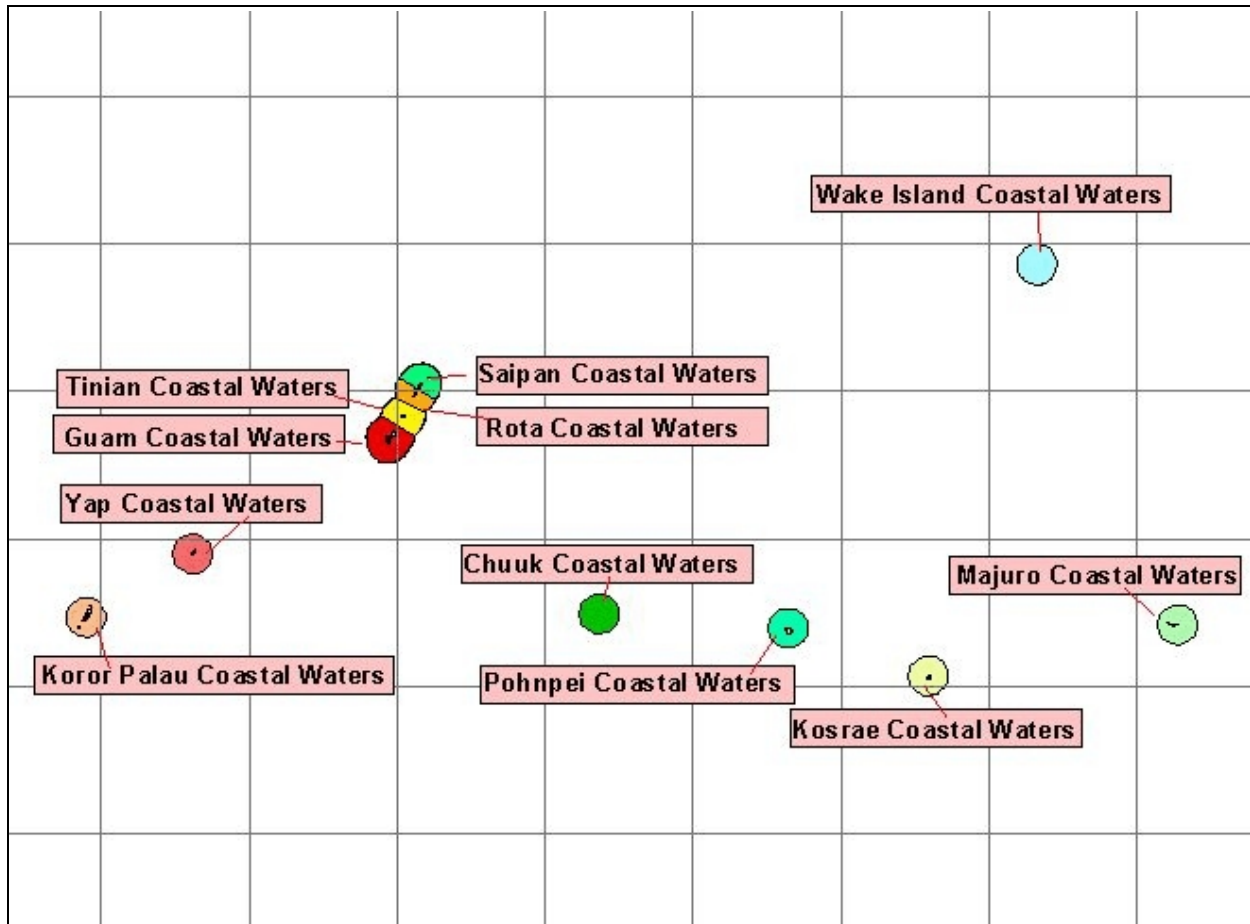 Wake Island Coastal Waters
Saipan Coastal Waters
Tinian Coastal Waters
Rota Coastal Waters
Guam Coastal Waters
Yap Coastal Waters
Chuuk Coastal Waters
Majuro Coastal Waters
Koror Palau Coastal Waters
Pohnpei Coastal Waters
Kosrae Coastal Waters